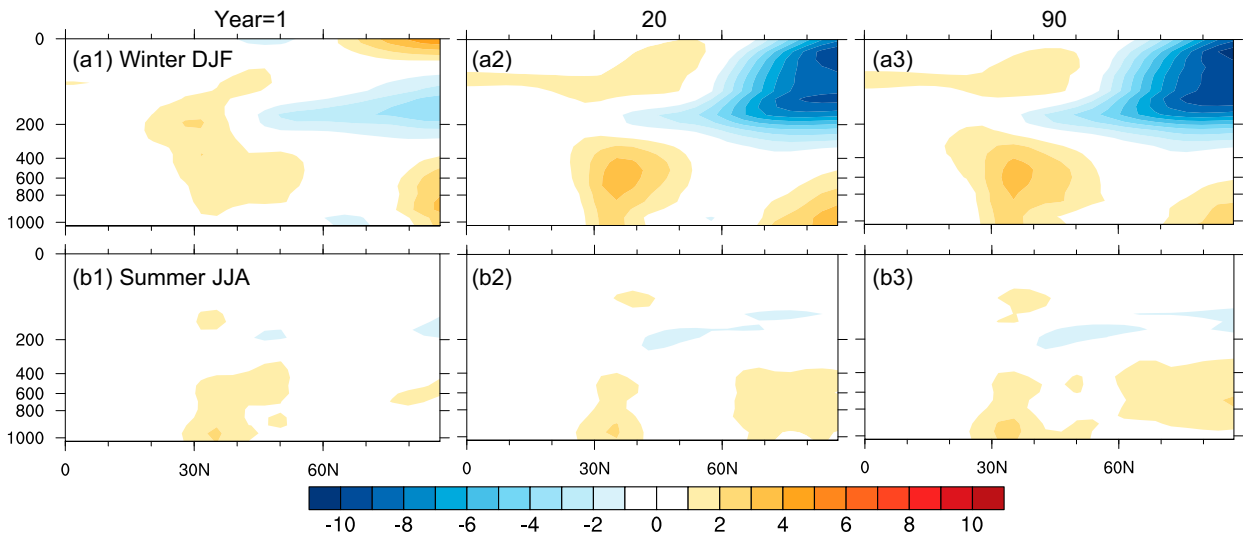 Year=1 20 90
0 (a1) Winter DJF (a2) (a3)
200
400
600
800
1000
0 (b1) Summer JJA (b2) (b3)
200
400
600
800
1000
0 30N 60N 0 30N 60N 0 30N 60N
-10 -8 -6 -4 -2 0 2 4 6 8 10